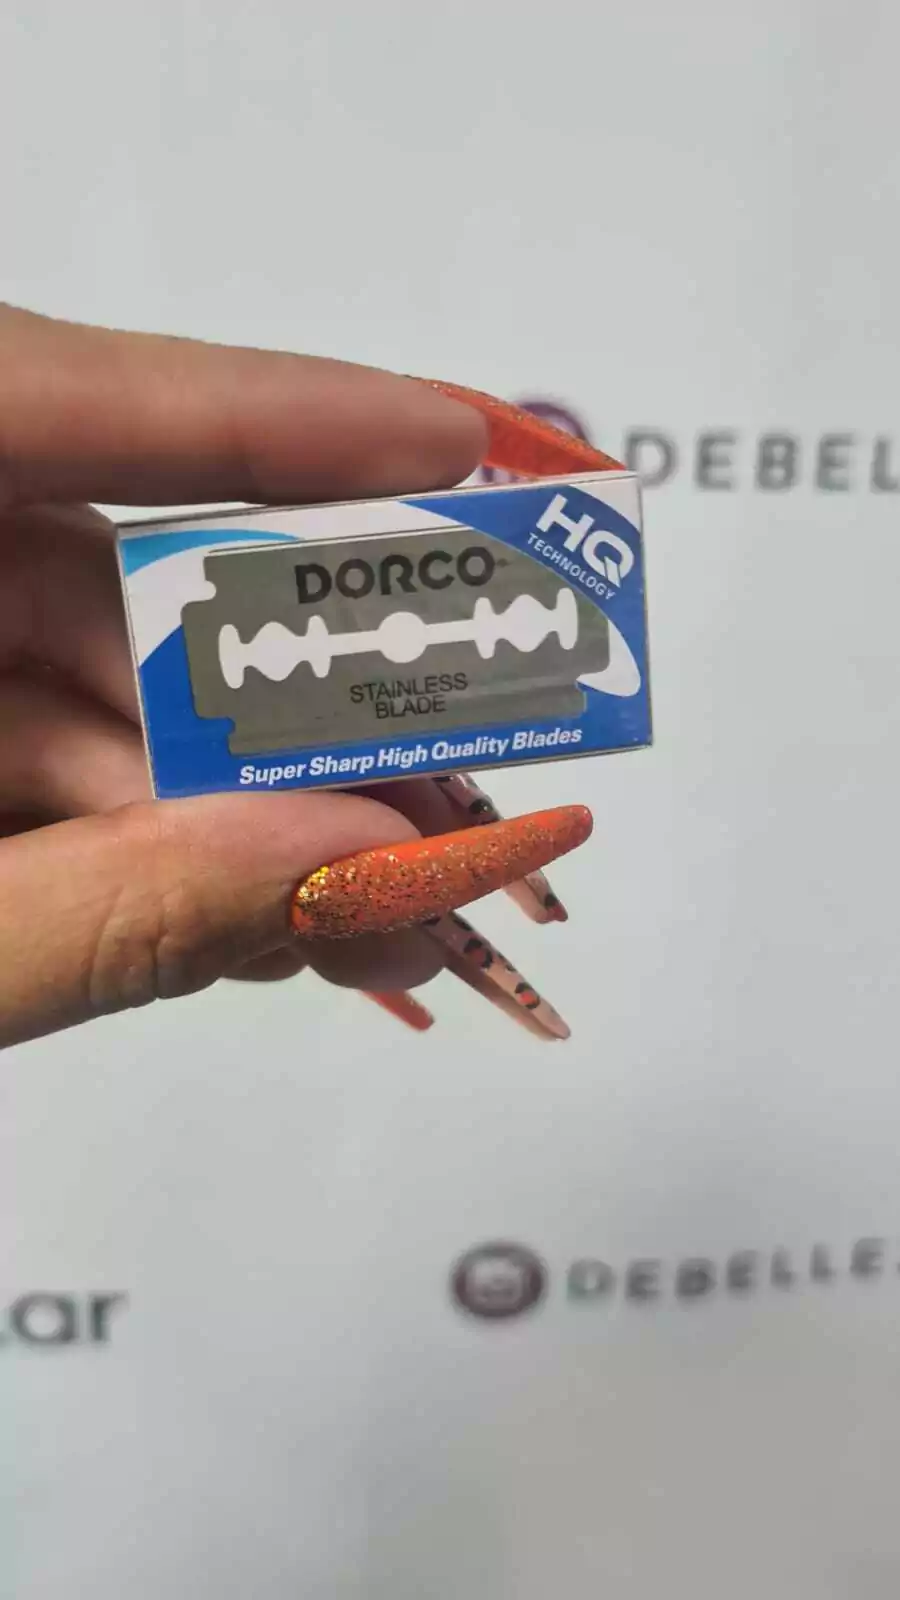 DEBEL
HQ
TECHNOLOGY
DORCO
STAINLESS
BLADE
Super Sharp High Quality Blades
DEBELLE.
.ar